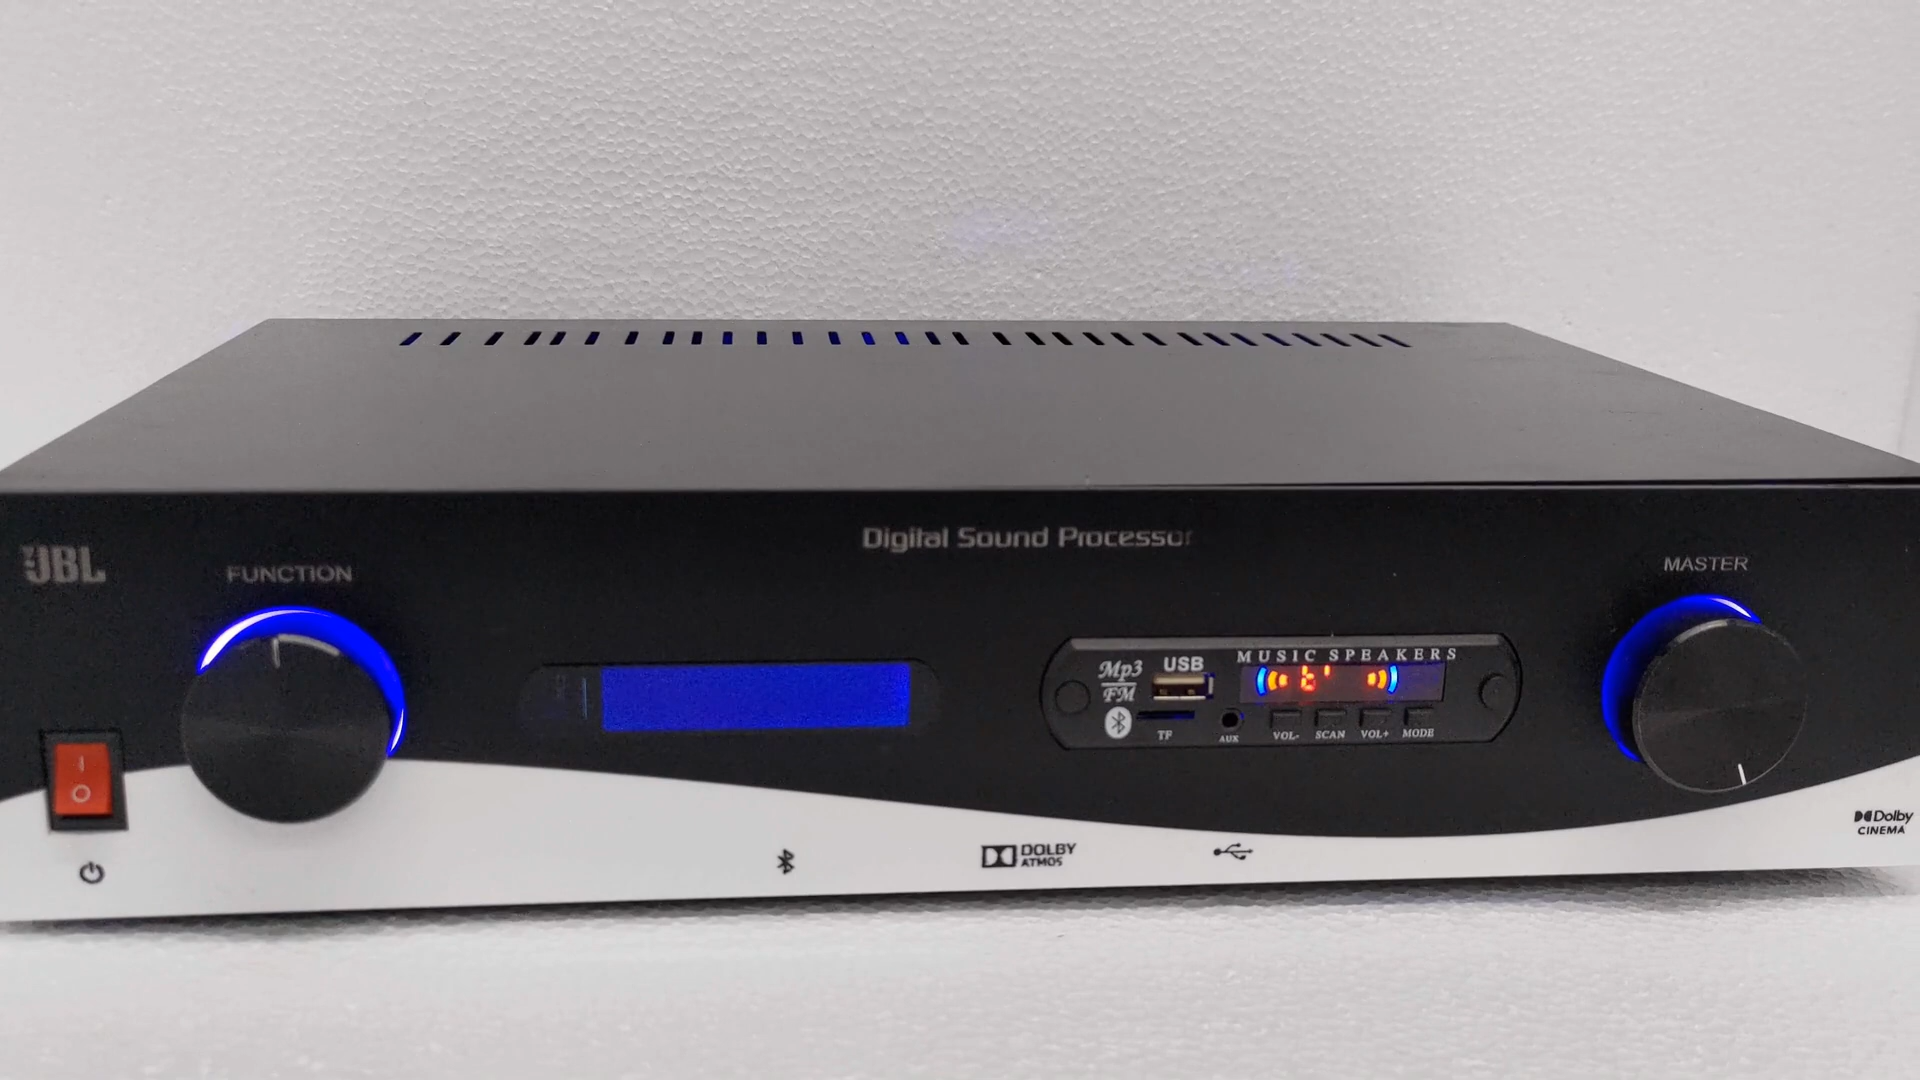 Digital Sound Processor
JBL
FUNCTION
MASTER
MUSIC SPEAKERS
Mp3
FM
USB
TF
AUX
VOL-
SCAN
VOL+
MODE
I
O
DOLBY
ATMOS
Dolby
CINEMA